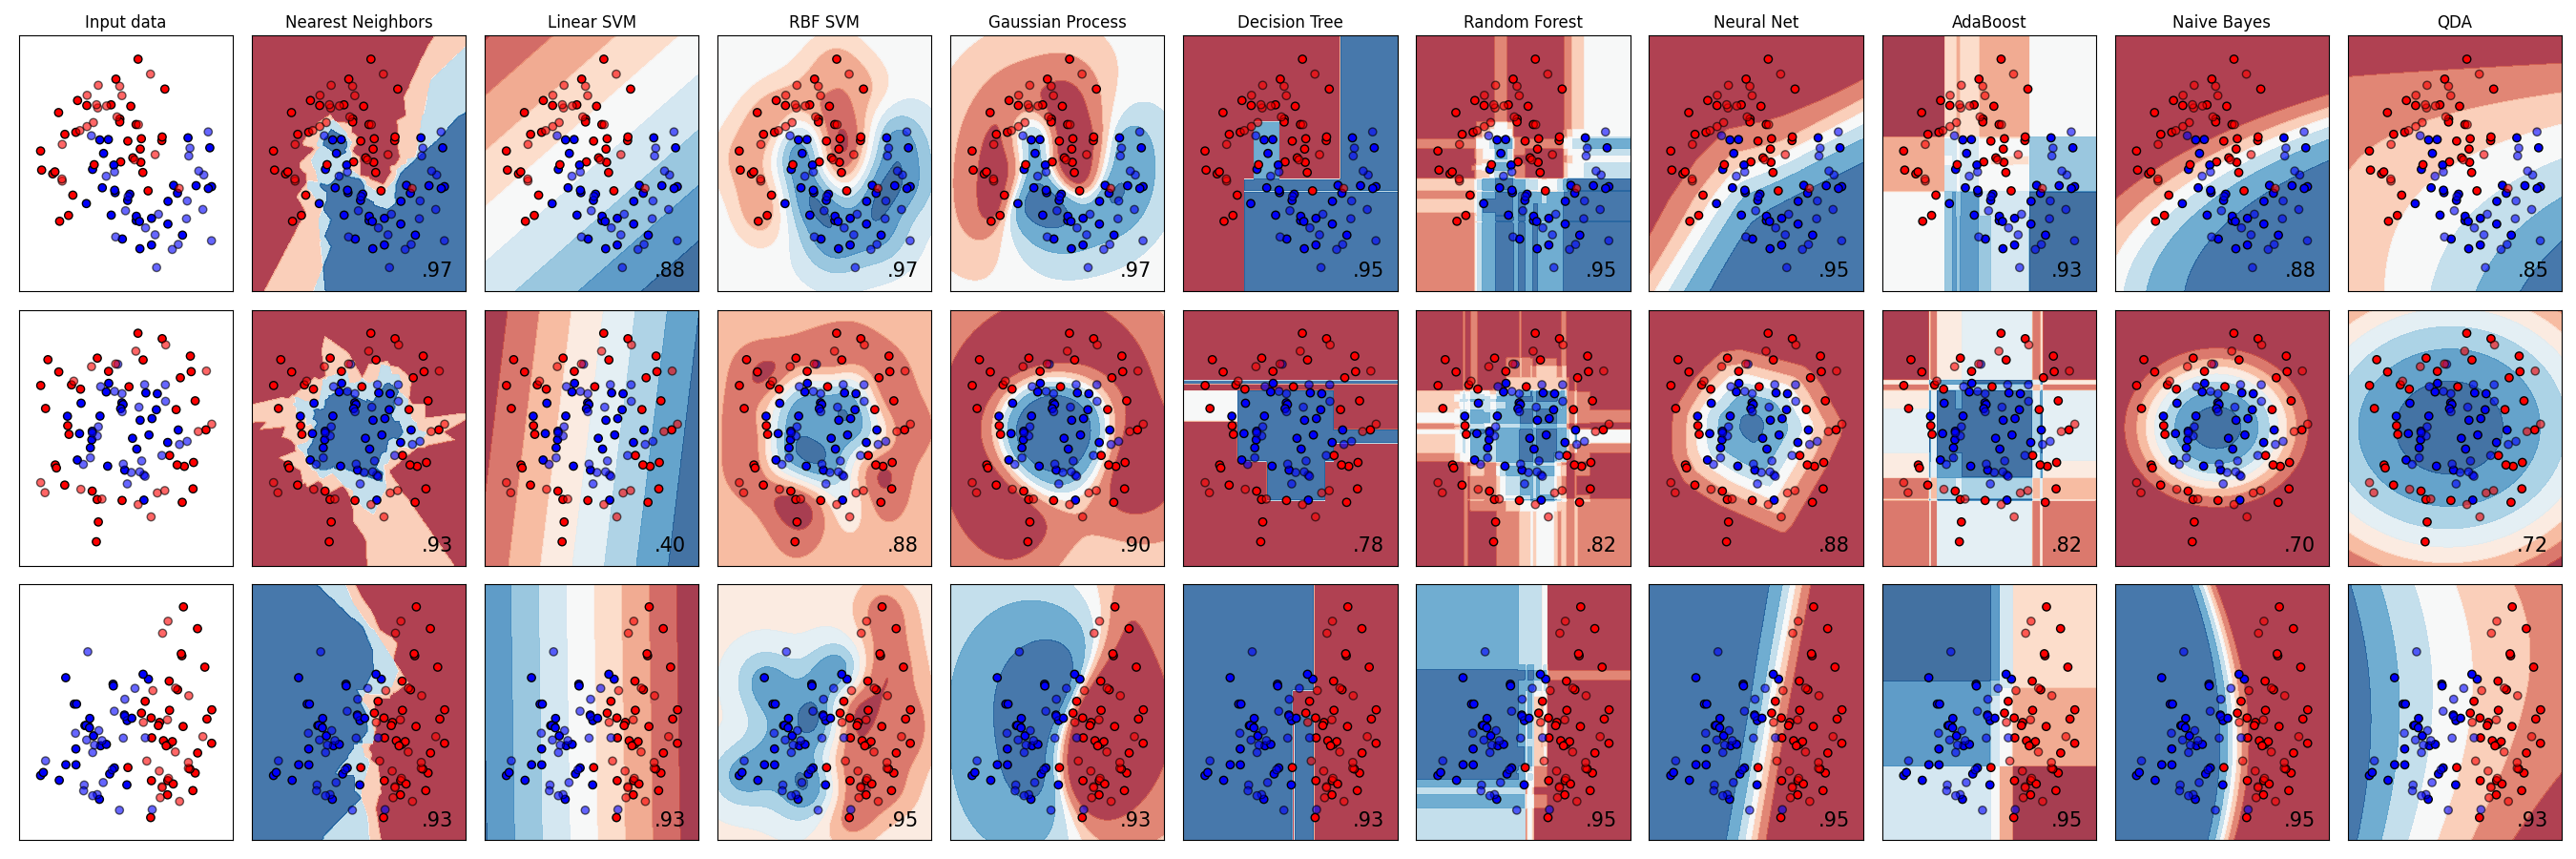 Input data
Nearest Neighbors
Linear SVM
RBF SVM
Gaussian Process
Decision Tree
Random Forest
Neural Net
AdaBoost
Naive Bayes
QDA
.97
.88
.97
.97
.95
.95
.95
.93
.88
.85
.93
.40
.88
.90
.78
.82
.88
.82
.70
.72
.93
.93
.95
.93
.93
.95
.95
.95
.95
.93